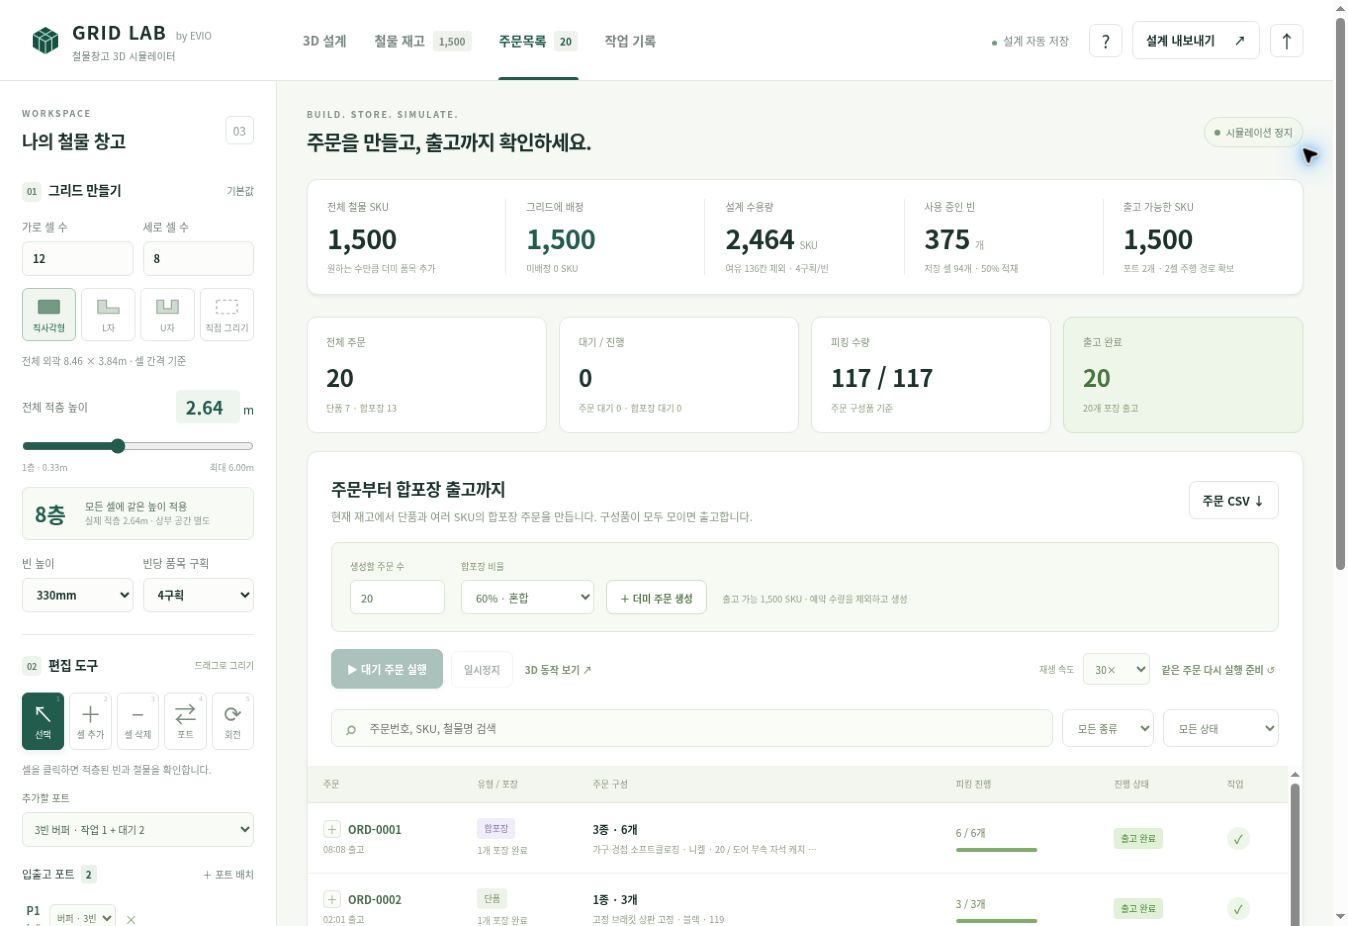 GRID LAB by EVIO
철물창고 3D 시뮬레이터
3D 설계
철물 재고 1,500
주문목록 20
작업 기록
설계 자동 저장
?
설계 내보내기 ↗
↑
WORKSPACE
나의 철물 창고
03
01 그리드 만들기 기본값
가로 셀 수 세로 셀 수
12 8
직사각형 L자 U자 직접 그리기
전체 외곽 8.46 × 3.84m · 셀 간격 기준
전체 적층 높이 2.64 m
1층 · 0.33m 최대 6.00m
8층
모든 셀에 같은 높이 적용
실제 적층 2.64m · 상부 공간 별도
빈 높이 빈당 품목 구획
330mm 4구획
02 편집 도구 드래그로 그리기
1 2 3 4 5
선택 셀 추가 셀 삭제 포트 회전
셀을 클릭하면 적층된 빈과 철물을 확인합니다.
추가할 포트
3빈 버퍼 · 작업 1 + 대기 2
입출고 포트 2 + 포트 배치
P1 버퍼 · 3빈 ×
BUILD. STORE. SIMULATE.
주문을 만들고, 출고까지 확인하세요.
시뮬레이션 정지
전체 철물 SKU
1,500
원하는 수만큼 더미 품목 추가
그리드에 배정
1,500
미배정 0 SKU
설계 수용량
2,464 SKU
여유 136칸 제외 · 4구획/빈
사용 중인 빈
375 개
저장 셀 94개 · 50% 적재
출고 가능한 SKU
1,500
포트 2개 · 2셀 주행 경로 확보
전체 주문
20
단품 7 · 합포장 13
대기 / 진행
0
주문 대기 0 · 합포장 대기 0
피킹 수량
117 / 117
주문 구성품 기준
출고 완료
20
20개 포장 출고
주문부터 합포장 출고까지
현재 재고에서 단품과 여러 SKU의 합포장 주문을 만듭니다. 구성품이 모두 모이면 출고합니다.
주문 CSV ↓
생성할 주문 수 합포장 비율
20 60% · 혼합 + 더미 주문 생성 출고 가능 1,500 SKU · 예약 수량을 제외하고 생성
▶ 대기 주문 실행 일시정지 3D 동작 보기 ↗ 재생 속도 30× 같은 주문 다시 실행 준비 ↺
주문번호, SKU, 철물명 검색 모든 종류 모든 상태
주문 유형 / 포장 주문 구성 피킹 진행 진행 상태 작업
+ ORD-0001 합포장 3종 · 6개 6 / 6개 출고 완료 ✓
08:08 출고 1개 포장 완료 가구 경첩 소프트클로징 · 니켈 · 20 / 도어 부속 자석 캐치 ···
+ ORD-0002 단품 1종 · 3개 3 / 3개 출고 완료 ✓
02:01 출고 1개 포장 완료 고정 브래킷 상판 고정 · 블랙 · 119